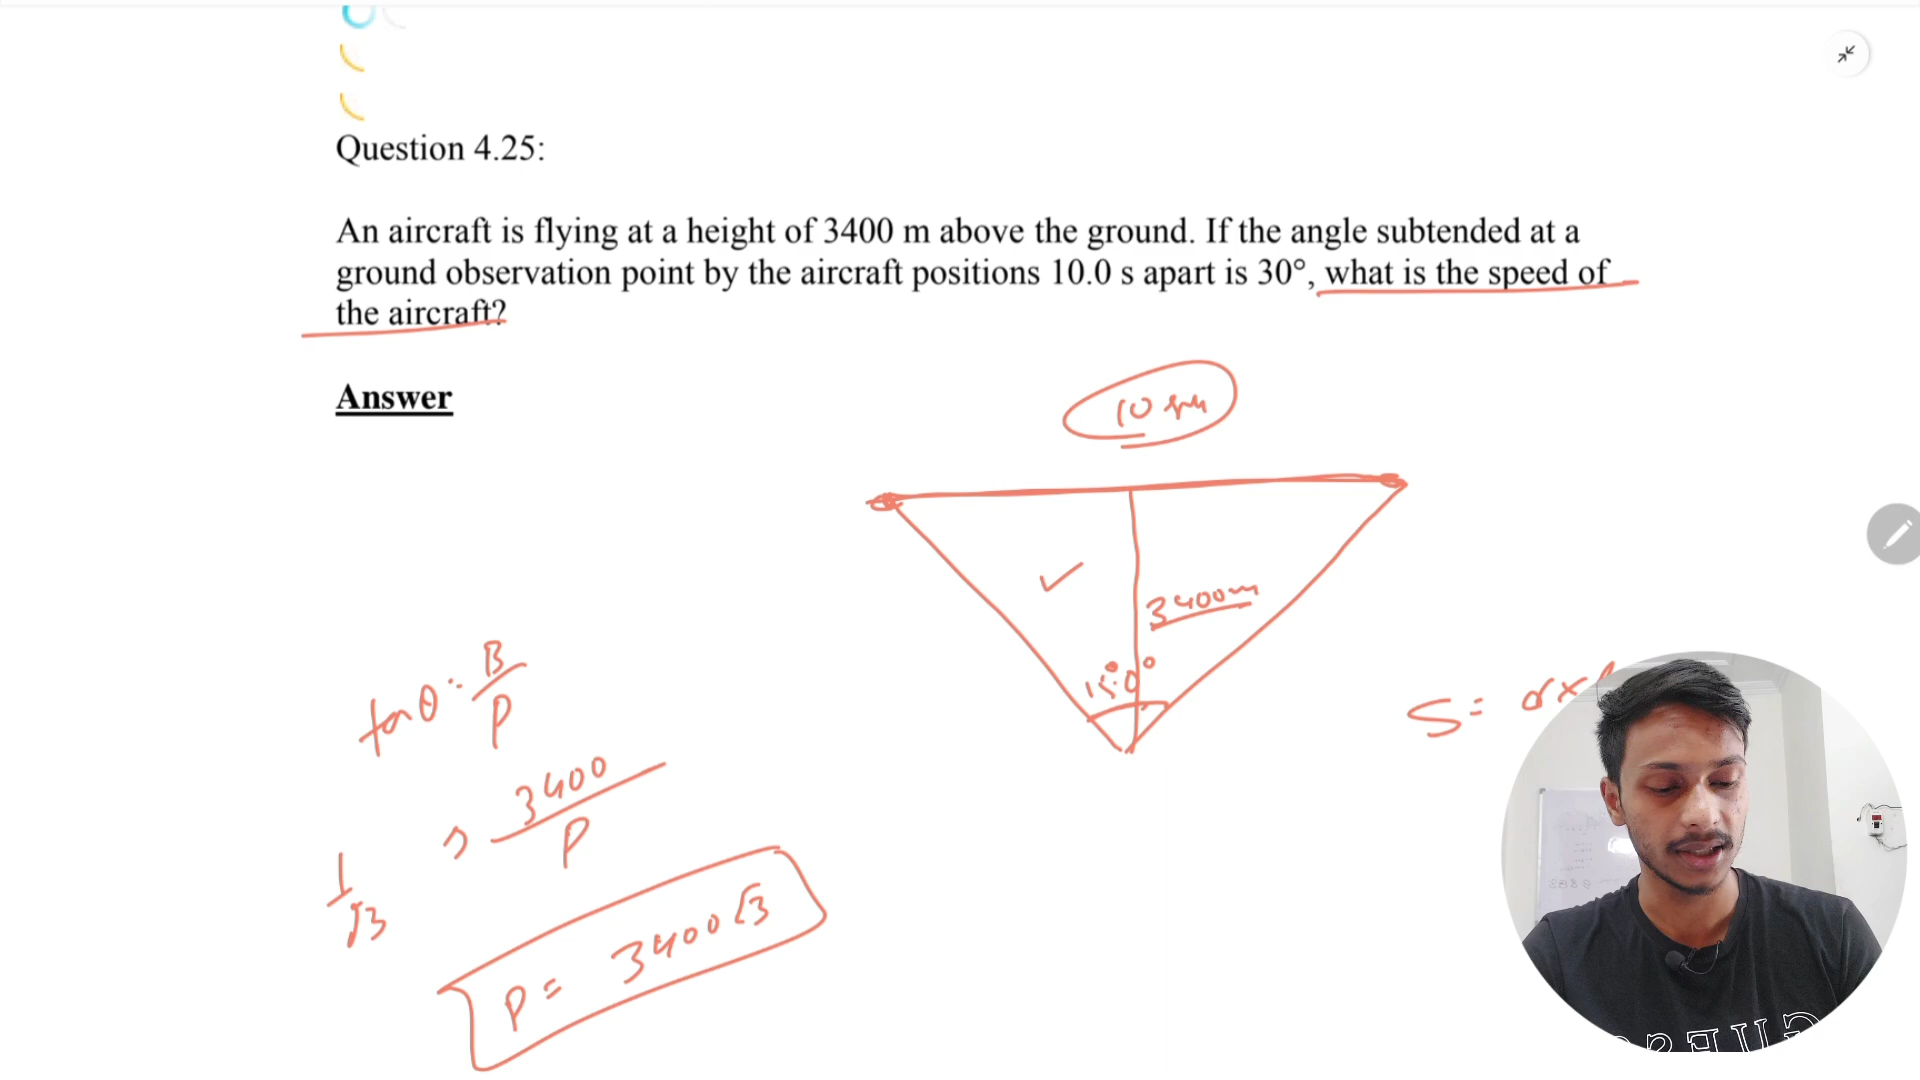 Question 4.25:
An aircraft is flying at a height of 3400 m above the ground. If the angle subtended at a
ground observation point by the aircraft positions 10.0 s apart is 30°, what is the speed of
the aircraft?
Answer
10
3400m
15°
tanθ = B/P
1/√3 = 3400/P
P = 3400√3
S =
GUES